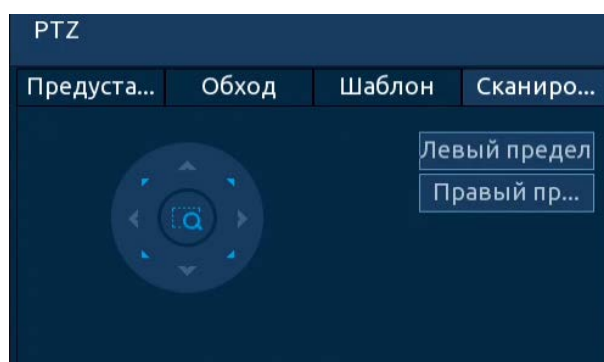 PTZ
Предуста... Обход Шаблон Сканиро...
Левый предел
Правый пр...